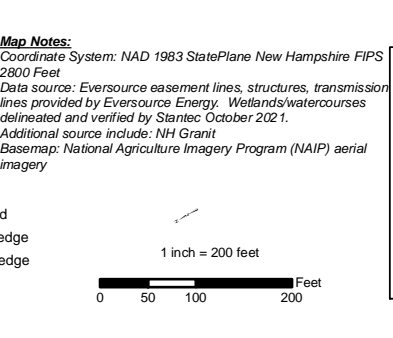 Map Notes:
Coordinate System: NAD 1983 StatePlane New Hampshire FIPS
2800 Feet
Data source: Eversource easement lines, structures, transmission
lines provided by Eversource Energy. Wetlands/watercourses
delineated and verified by Stantec October 2021.
Additional source include: NH Granit
Basemap: National Agriculture Imagery Program (NAIP) aerial
imagery
d
edge
edge
1 inch = 200 feet
Feet
0 50 100 200